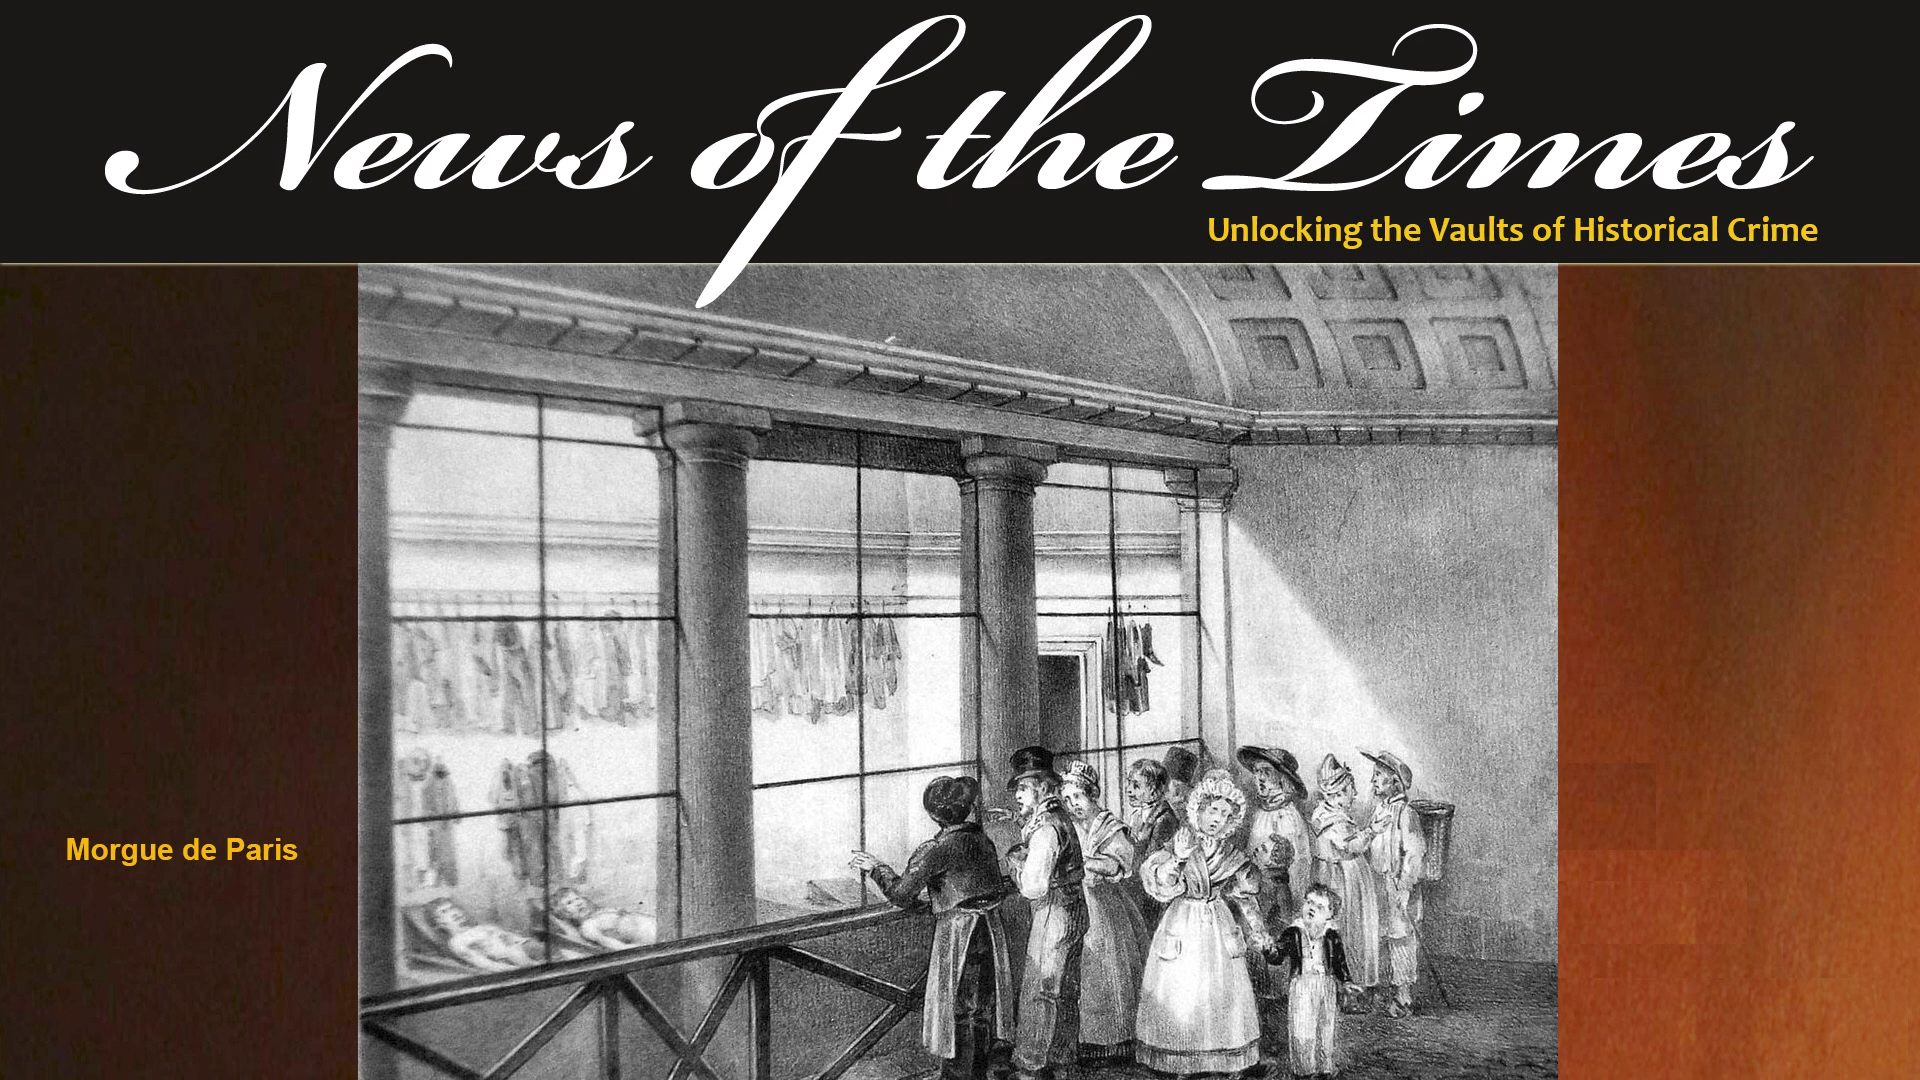 News of the Times
Unlocking the Vaults of Historical Crime
Morgue de Paris